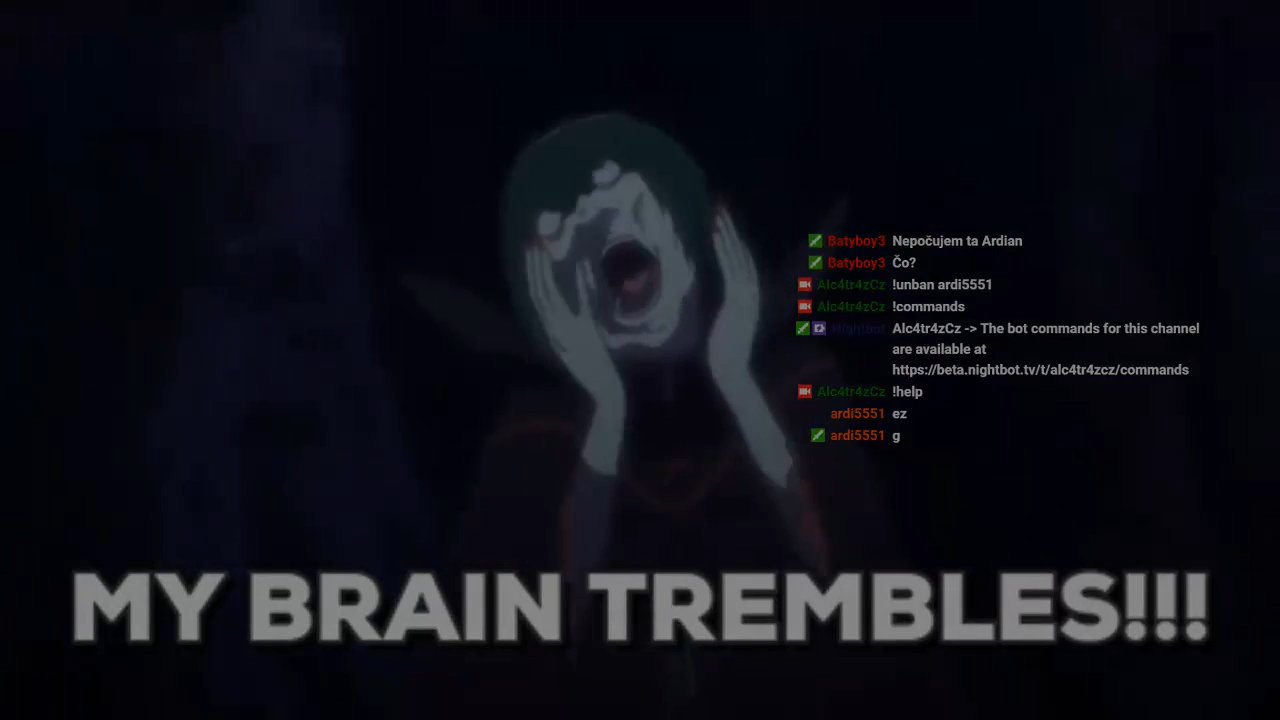 Batyboy3 Nepočujem ta Ardian
Batyboy3 Čo?
Alc4tr4zCz !unban ardi5551
Alc4tr4zCz !commands
Nightbot Alc4tr4zCz -> The bot commands for this channel
are available at
https://beta.nightbot.tv/t/alc4tr4zcz/commands
Alc4tr4zCz !help
ardi5551 ez
ardi5551 g
MY BRAIN TREMBLES!!!